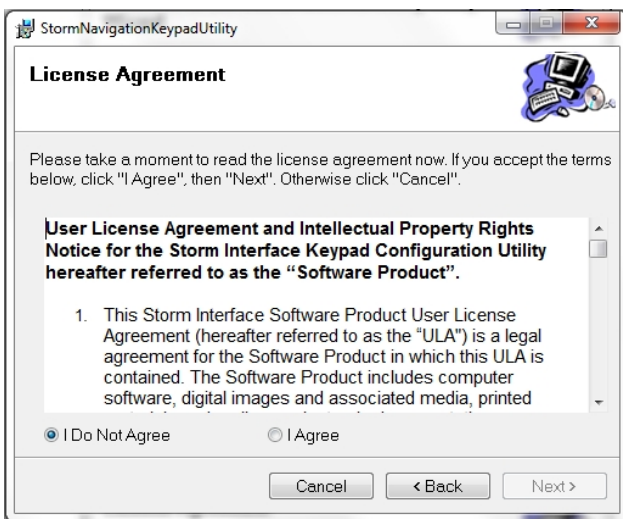 StormNavigationKeypadUtility
License Agreement
Please take a moment to read the license agreement now. If you accept the terms
below, click "I Agree", then "Next". Otherwise click "Cancel".
User License Agreement and Intellectual Property Rights
Notice for the Storm Interface Keypad Configuration Utility
hereafter referred to as the “Software Product”.
1. This Storm Interface Software Product User License
Agreement (hereafter referred to as the “ULA") is a legal
agreement for the Software Product in which this ULA is
contained. The Software Product includes computer
software, digital images and associated media, printed
I Do Not Agree
I Agree
Cancel
< Back
Next >